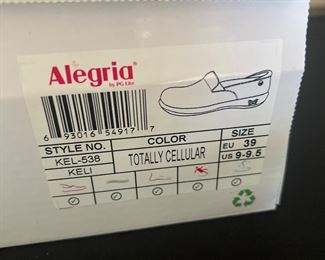 Alegria®
by PG Lite
6 93016 54917 7
STYLE NO. COLOR SIZE
KEL-538 TOTALLY CELLULAR EU 39
KELI US 9-9.5